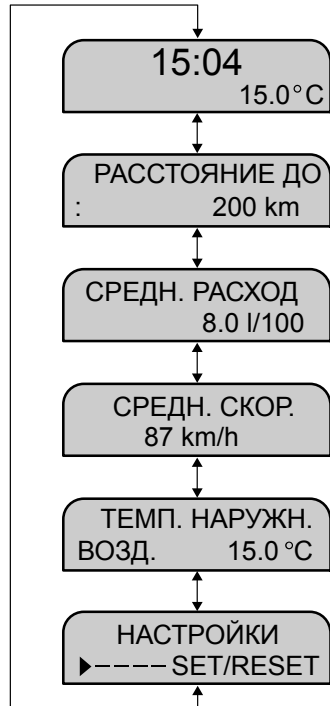 15:04
15.0°C
РАССТОЯНИЕ ДО
: 200 km
СРЕДН. РАСХОД
8.0 l/100
СРЕДН. СКОР.
87 km/h
ТЕМП. НАРУЖН.
ВОЗД. 15.0 °C
НАСТРОЙКИ
▶---- SET/RESET